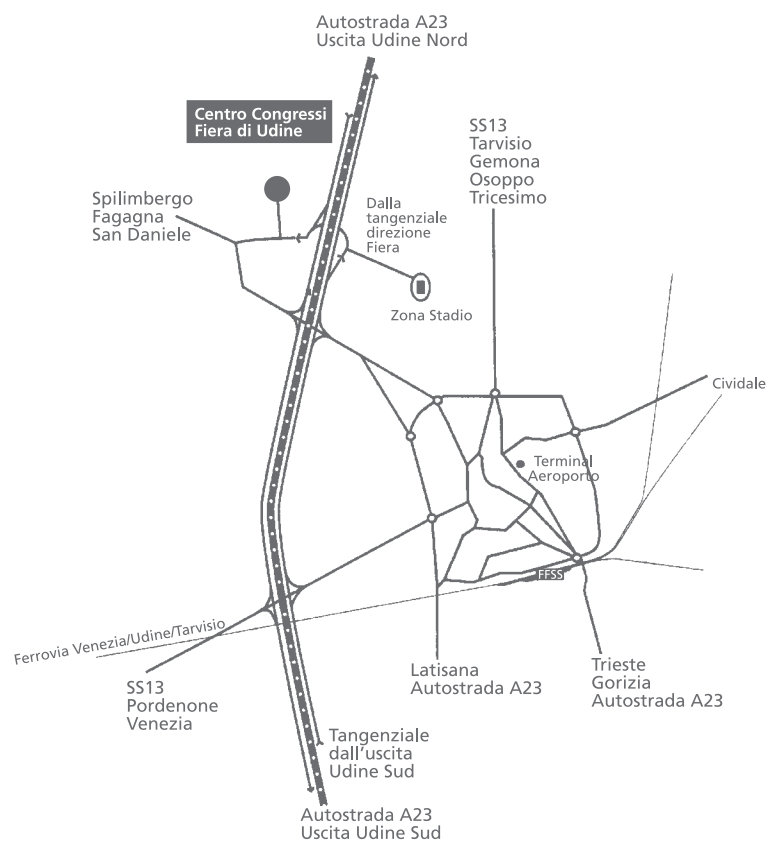 Autostrada A23
Uscita Udine Nord
Centro Congressi
Fiera di Udine
SS13
Tarvisio
Gemona
Osoppo
Tricesimo
Spilimbergo
Fagagna
San Daniele
Dalla
tangenziale
direzione
Fiera
Zona Stadio
Cividale
Terminal
Aeroporto
FFSS
Ferrovia Venezia/Udine/Tarvisio
SS13
Pordenone
Venezia
Latisana
Autostrada A23
Trieste
Gorizia
Autostrada A23
Tangenziale
dall'uscita
Udine Sud
Autostrada A23
Uscita Udine Sud